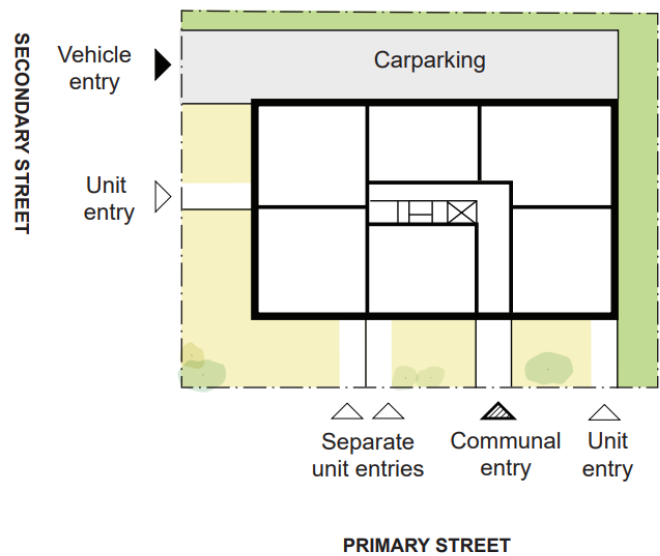 SECONDARY STREET
Vehicle
entry
Carparking
Unit
entry
Separate
unit entries
Communal
entry
Unit
entry
PRIMARY STREET